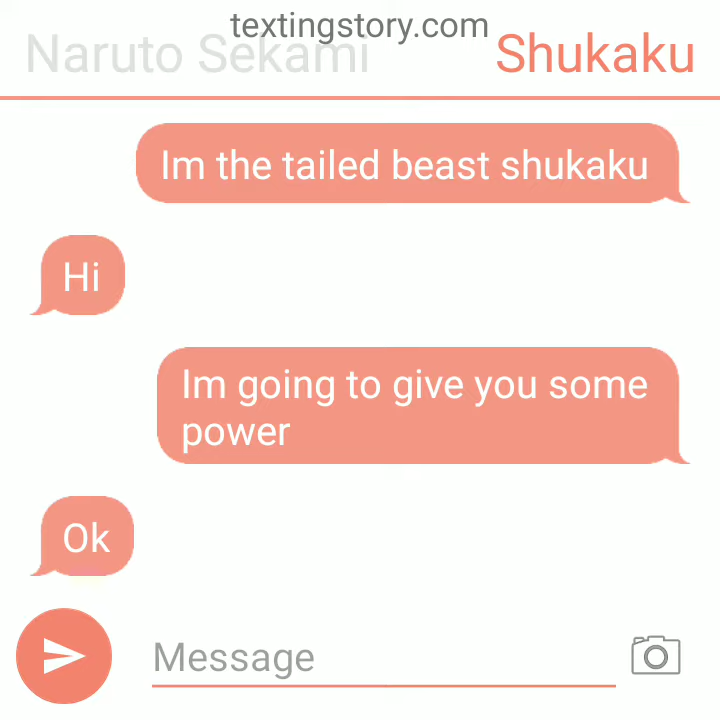 textingstory.com
Naruto Sekami
Shukaku
Im the tailed beast shukaku
Hi
Im going to give you some
power
Ok
Message